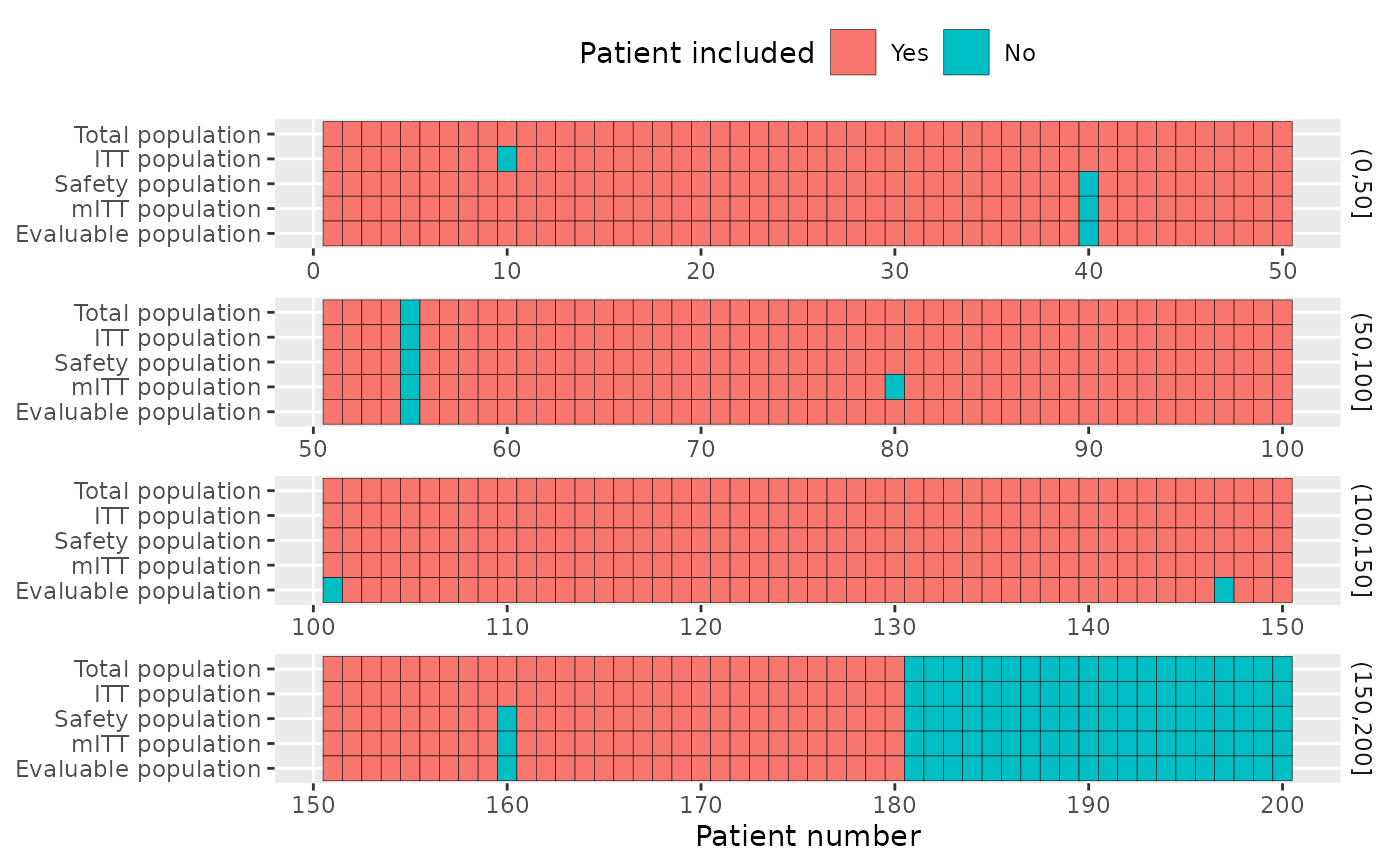 Patient included Yes No
Total population
ITT population
Safety population
mITT population
Evaluable population
(0,50]
0 10 20 30 40 50
Total population
ITT population
Safety population
mITT population
Evaluable population
(50,100]
50 60 70 80 90 100
Total population
ITT population
Safety population
mITT population
Evaluable population
(100,150]
100 110 120 130 140 150
Total population
ITT population
Safety population
mITT population
Evaluable population
(150,200]
150 160 170 180 190 200
Patient number